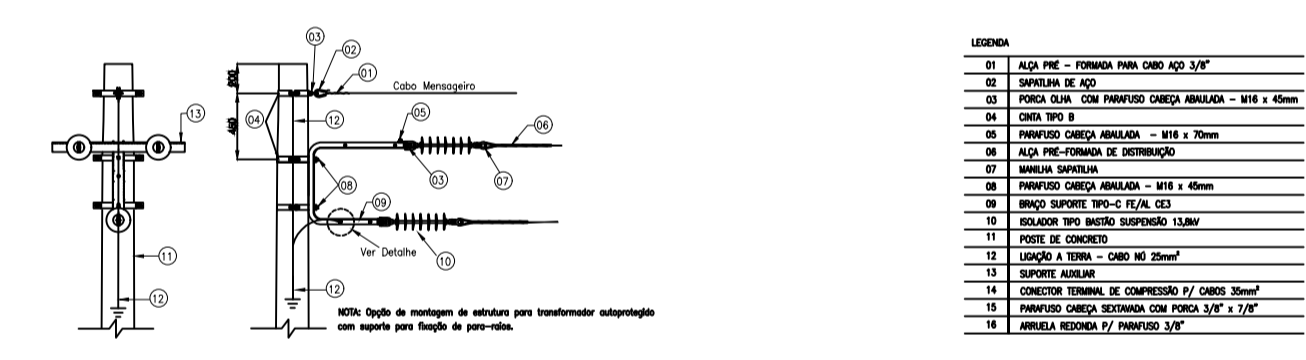 03
02
01
Cabo Mensageiro
200
13
04
12
05
06
450
03
07
08
09
Ver Detalhe
10
11
12
12
NOTA: Opção de montagem de estrutura para transformador autoprotegido
com suporte para fixação de para-raios.
LEGENDA
01 ALÇA PRÉ - FORMADA PARA CABO AÇO 3/8"
02 SAPATLHA DE AÇO
03 PORCA OLHA COM PARAFUSO CABEÇA ABAULADA - M16 x 45mm
04 CINTA TIPO B
05 PARAFUSO CABEÇA ABAULADA - M16 x 70mm
06 ALÇA PRÉ-FORMADA DE DISTRIBUIÇÃO
07 MANILHA SAPATILHA
08 PARAFUSO CABEÇA ABAULADA - M16 x 45mm
09 BRAÇO SUPORTE TIPO-C FE/AL CE3
10 ISOLADOR TIPO BASTÃO SUSPENSÃO 13,8kV
11 POSTE DE CONCRETO
12 LIGAÇÃO A TERRA - CABO NÚ 25mm²
13 SUPORTE AUXILIAR
14 CONECTOR TERMINAL DE COMPRESSÃO P/ CABOS 35mm²
15 PARAFUSO CABEÇA SEXTAVADA COM PORCA 3/8" x 7/8"
16 ARRUELA REDONDA P/ PARAFUSO 3/8"